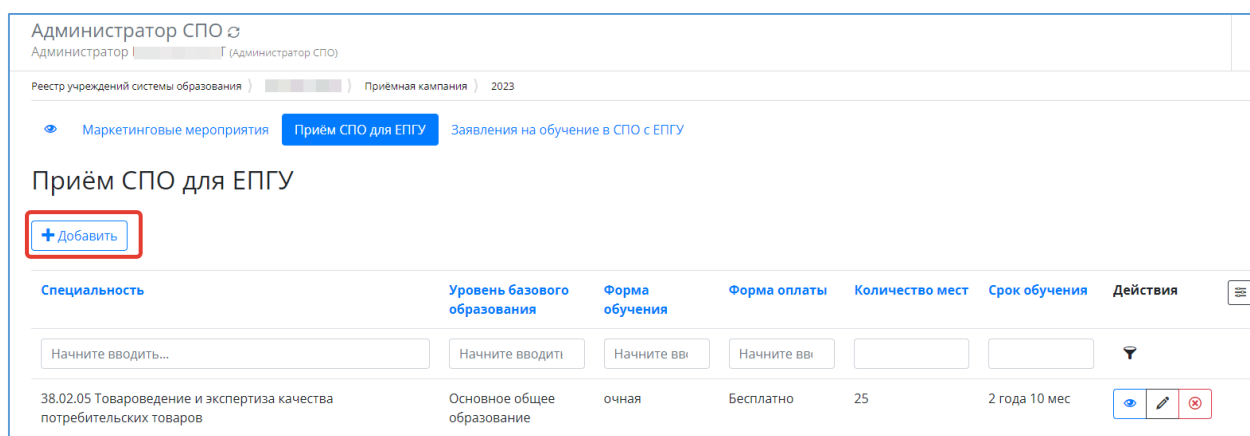 Администратор СПО
Администратор (Администратор СПО)
Реестр учреждений системы образования ⟩ ⟩ Приёмная кампания ⟩ 2023
Маркетинговые мероприятия Приём СПО для ЕПГУ Заявления на обучение в СПО с ЕПГУ
Приём СПО для ЕПГУ
+ Добавить
Специальность Уровень базового Форма Форма оплаты Количество мест Срок обучения Действия
образования обучения
Начните вводить... Начните вводить Начните вво Начните вво
38.02.05 Товароведение и экспертиза качества Основное общее очная Бесплатно 25 2 года 10 мес
потребительских товаров образование